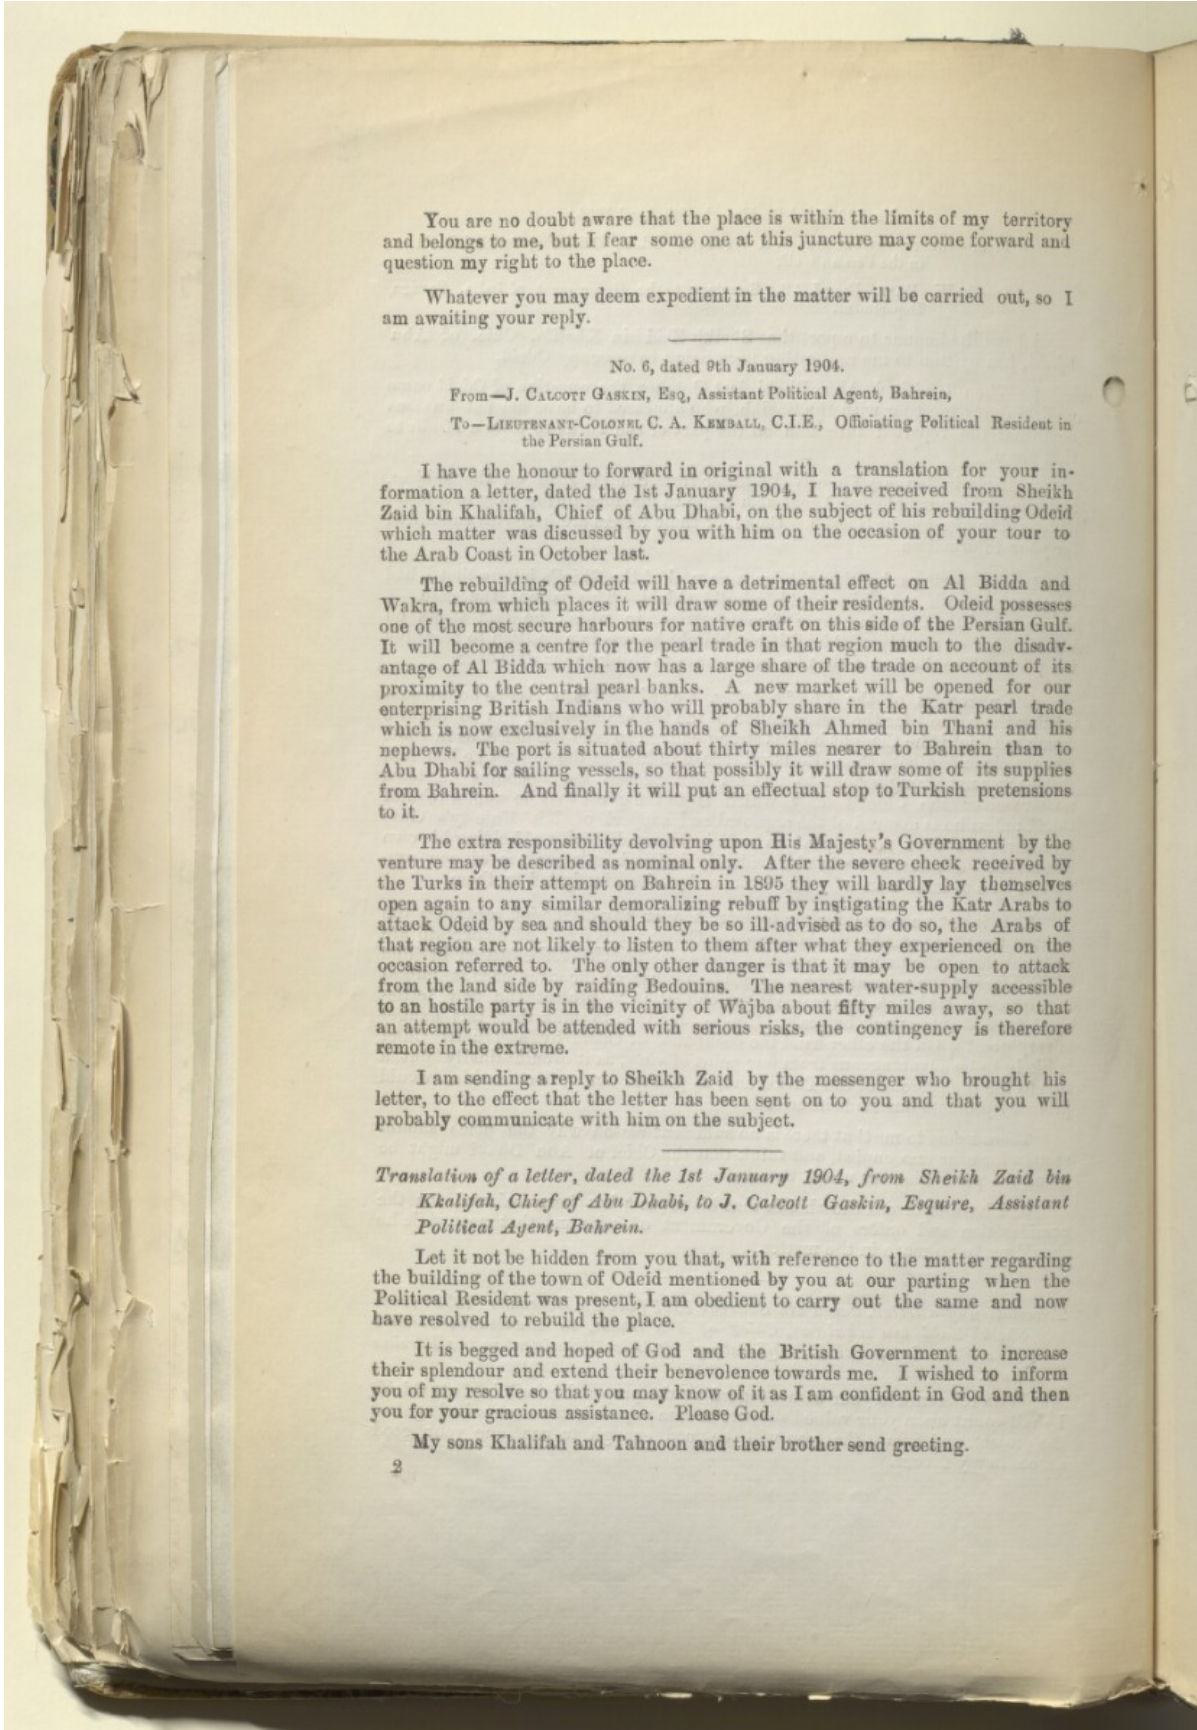 You are no doubt aware that the place is within the limits of my territory
and belongs to me, but I fear some one at this juncture may come forward and
question my right to the place.
Whatever you may deem expedient in the matter will be carried out, so I
am awaiting your reply.
No. 6, dated 9th January 1904.
From—J. CALCOTT GASKIN, ESQ, Assistant Political Agent, Bahrein,
To—LIEUTENANT-COLONEL C. A. KEMBALL, C.I.E., Officiating Political Resident in
the Persian Gulf.
I have the honour to forward in original with a translation for your in-
formation a letter, dated the 1st January 1904, I have received from Sheikh
Zaid bin Khalifah, Chief of Abu Dhabi, on the subject of his rebuilding Odeid
which matter was discussed by you with him on the occasion of your tour to
the Arab Coast in October last.
The rebuilding of Odeid will have a detrimental effect on Al Bidda and
Wakra, from which places it will draw some of their residents. Odeid possesses
one of the most secure harbours for native craft on this side of the Persian Gulf.
It will become a centre for the pearl trade in that region much to the disadv-
antage of Al Bidda which now has a large share of the trade on account of its
proximity to the central pearl banks. A new market will be opened for our
enterprising British Indians who will probably share in the Katr pearl trade
which is now exclusively in the hands of Sheikh Ahmed bin Thani and his
nephews. The port is situated about thirty miles nearer to Bahrein than to
Abu Dhabi for sailing vessels, so that possibly it will draw some of its supplies
from Bahrein. And finally it will put an effectual stop to Turkish pretensions
to it.
The extra responsibility devolving upon His Majesty's Government by the
venture may be described as nominal only. After the severe check received by
the Turks in their attempt on Bahrein in 1895 they will hardly lay themselves
open again to any similar demoralizing rebuff by instigating the Katr Arabs to
attack Odeid by sea and should they be so ill-advised as to do so, the Arabs of
that region are not likely to listen to them after what they experienced on the
occasion referred to. The only other danger is that it may be open to attack
from the land side by raiding Bedouins. The nearest water-supply accessible
to an hostile party is in the vicinity of Wajba about fifty miles away, so that
an attempt would be attended with serious risks, the contingency is therefore
remote in the extreme.
I am sending a reply to Sheikh Zaid by the messenger who brought his
letter, to the effect that the letter has been sent on to you and that you will
probably communicate with him on the subject.
Translation of a letter, dated the 1st January 1904, from Sheikh Zaid bin
Kkalifah, Chief of Abu Dhabi, to J. Calcott Gaskin, Esquire, Assistant
Political Agent, Bahrein.
Let it not be hidden from you that, with reference to the matter regarding
the building of the town of Odeid mentioned by you at our parting when the
Political Resident was present, I am obedient to carry out the same and now
have resolved to rebuild the place.
It is begged and hoped of God and the British Government to increase
their splendour and extend their benevolence towards me. I wished to inform
you of my resolve so that you may know of it as I am confident in God and then
you for your gracious assistance. Please God.
My sons Khalifah and Tahnoon and their brother send greeting.
2